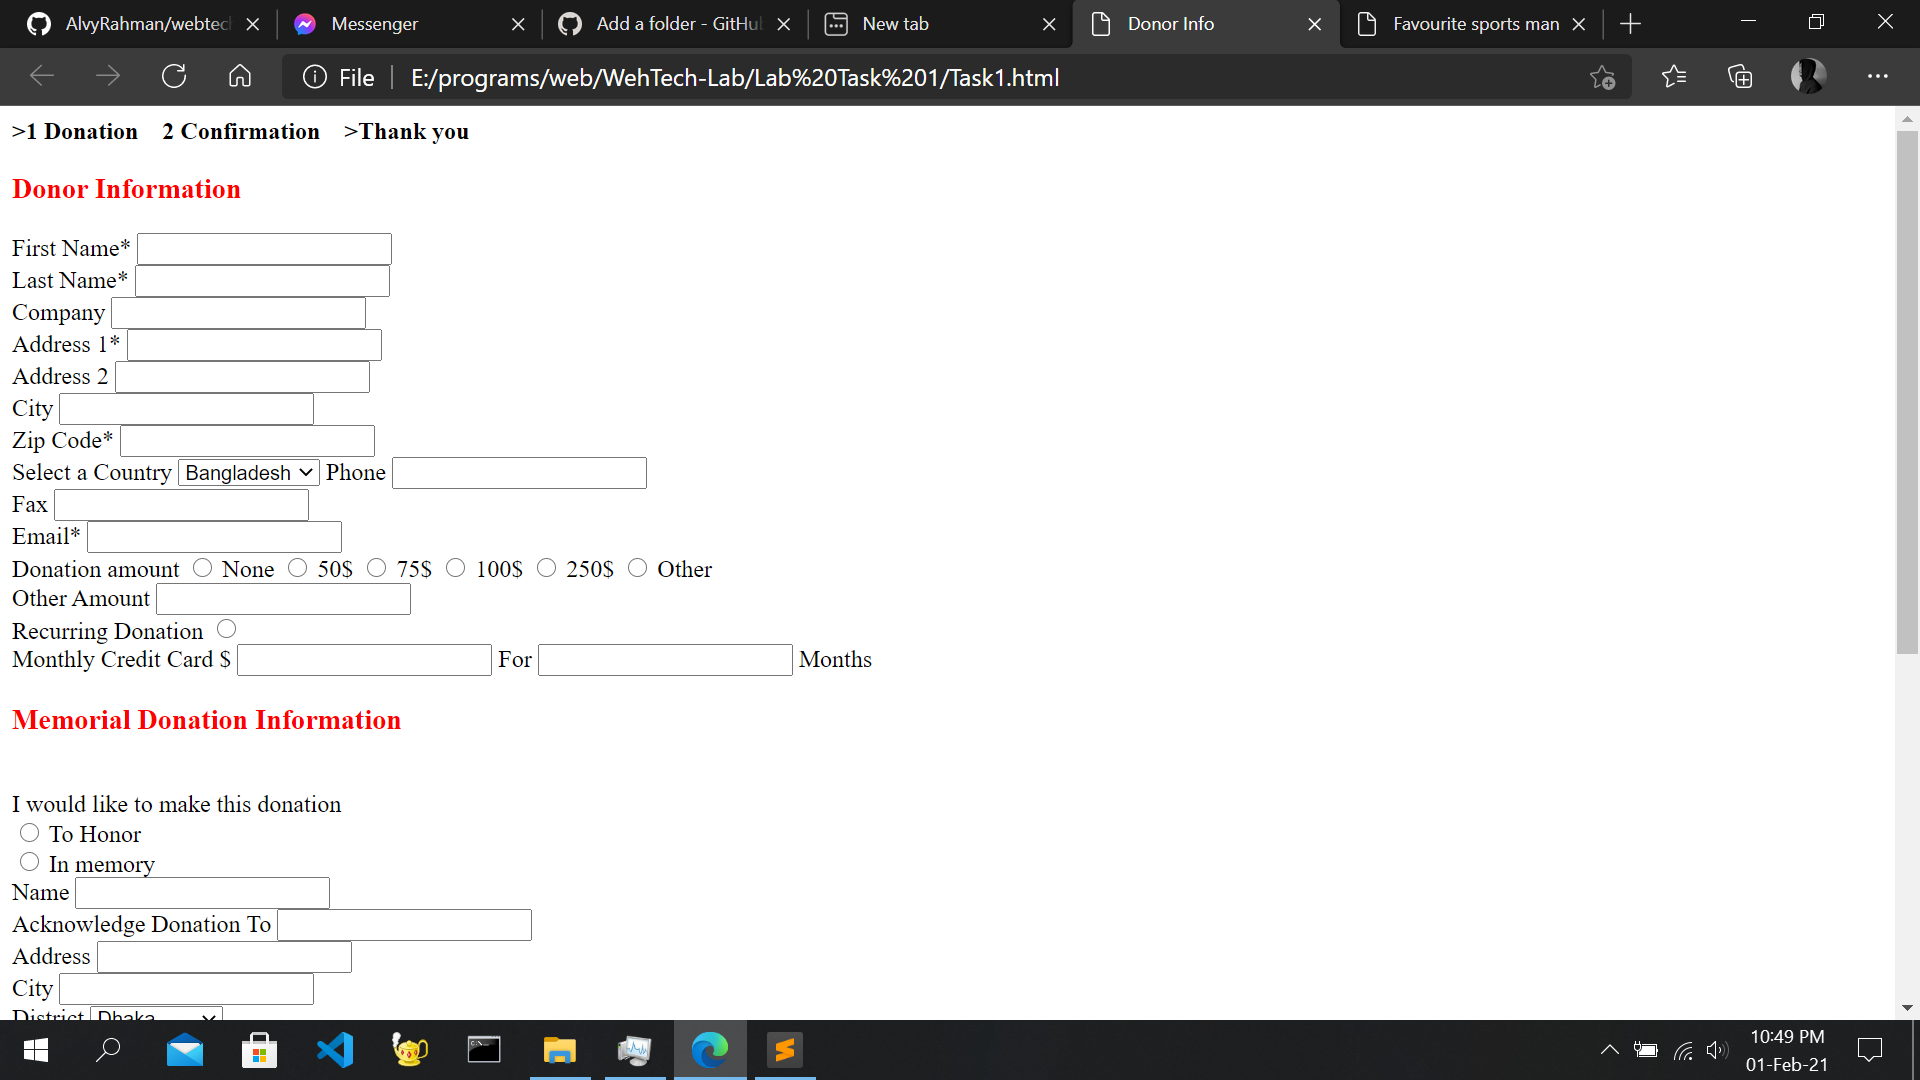 AlvyRahman/webtec
Messenger
Add a folder - GitHu
New tab
Donor Info
Favourite sports man
File
E:/programs/web/WehTech-Lab/Lab%20Task%201/Task1.html
>1 Donation 2 Confirmation >Thank you
Donor Information
First Name*
Last Name*
Company
Address 1*
Address 2
City
Zip Code*
Select a Country Bangladesh Phone
Fax
Email*
Donation amount None 50$ 75$ 100$ 250$ Other
Other Amount
Recurring Donation
Monthly Credit Card $ For Months
Memorial Donation Information
I would like to make this donation
To Honor
In memory
Name
Acknowledge Donation To
Address
City
District Dhaka
10:49 PM
01-Feb-21